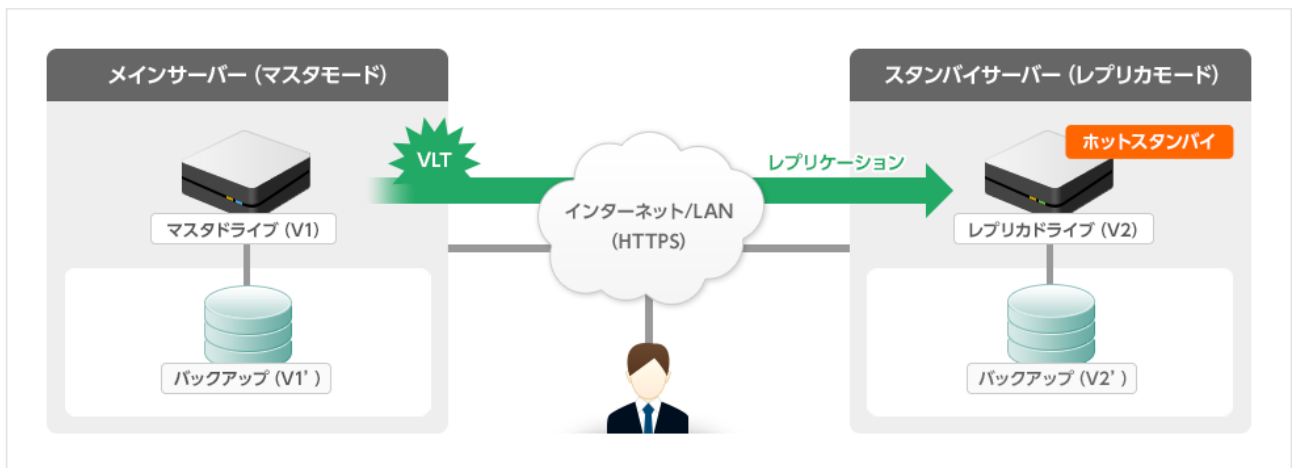 メインサーバー（マスタモード）
スタンバイサーバー（レプリカモード）
VLT
レプリケーション
ホットスタンバイ
インターネット/LAN
（HTTPS）
マスタドライブ（V1）
レプリカドライブ（V2）
バックアップ（V1’）
バックアップ（V2’）